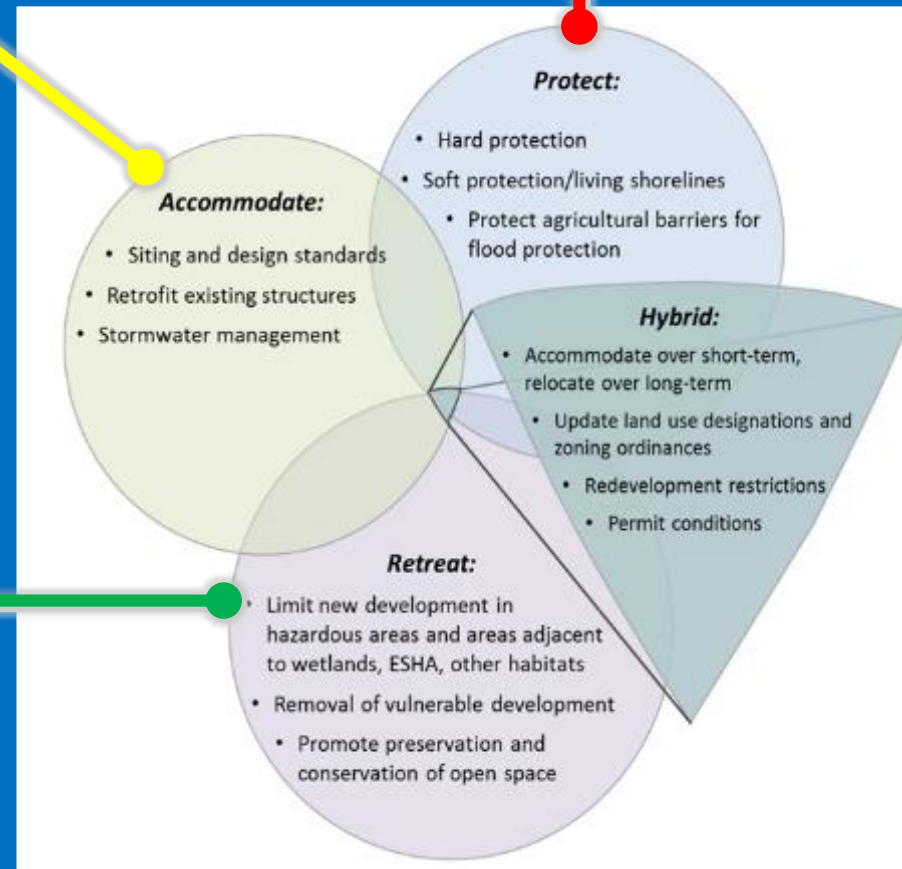 Protect:
• Hard protection
• Soft protection/living shorelines
• Protect agricultural barriers for
flood protection
Accommodate:
• Siting and design standards
• Retrofit existing structures
• Stormwater management
Hybrid:
• Accommodate over short-term,
relocate over long-term
• Update land use designations and
zoning ordinances
• Redevelopment restrictions
• Permit conditions
Retreat:
• Limit new development in
hazardous areas and areas adjacent
to wetlands, ESHA, other habitats
• Removal of vulnerable development
• Promote preservation and
conservation of open space